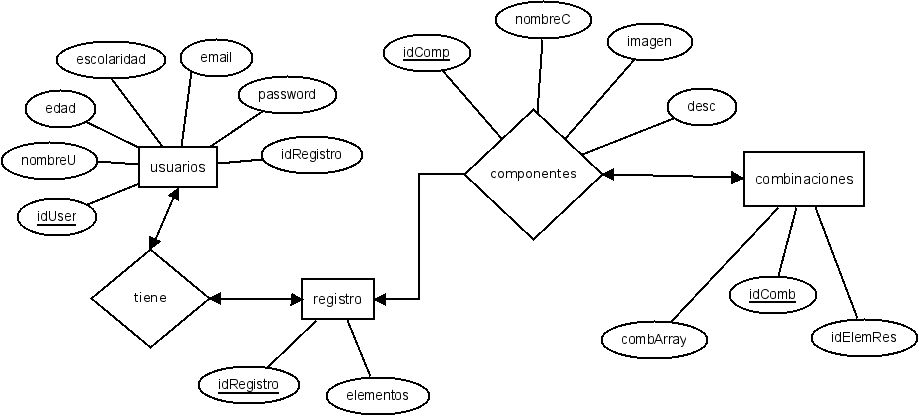 nombreC
idComp
imagen
escolaridad
email
password
desc
edad
idRegistro
nombreU
usuarios
componentes
combinaciones
idUser
tiene
registro
idComb
combArray
idElemRes
idRegistro
elementos